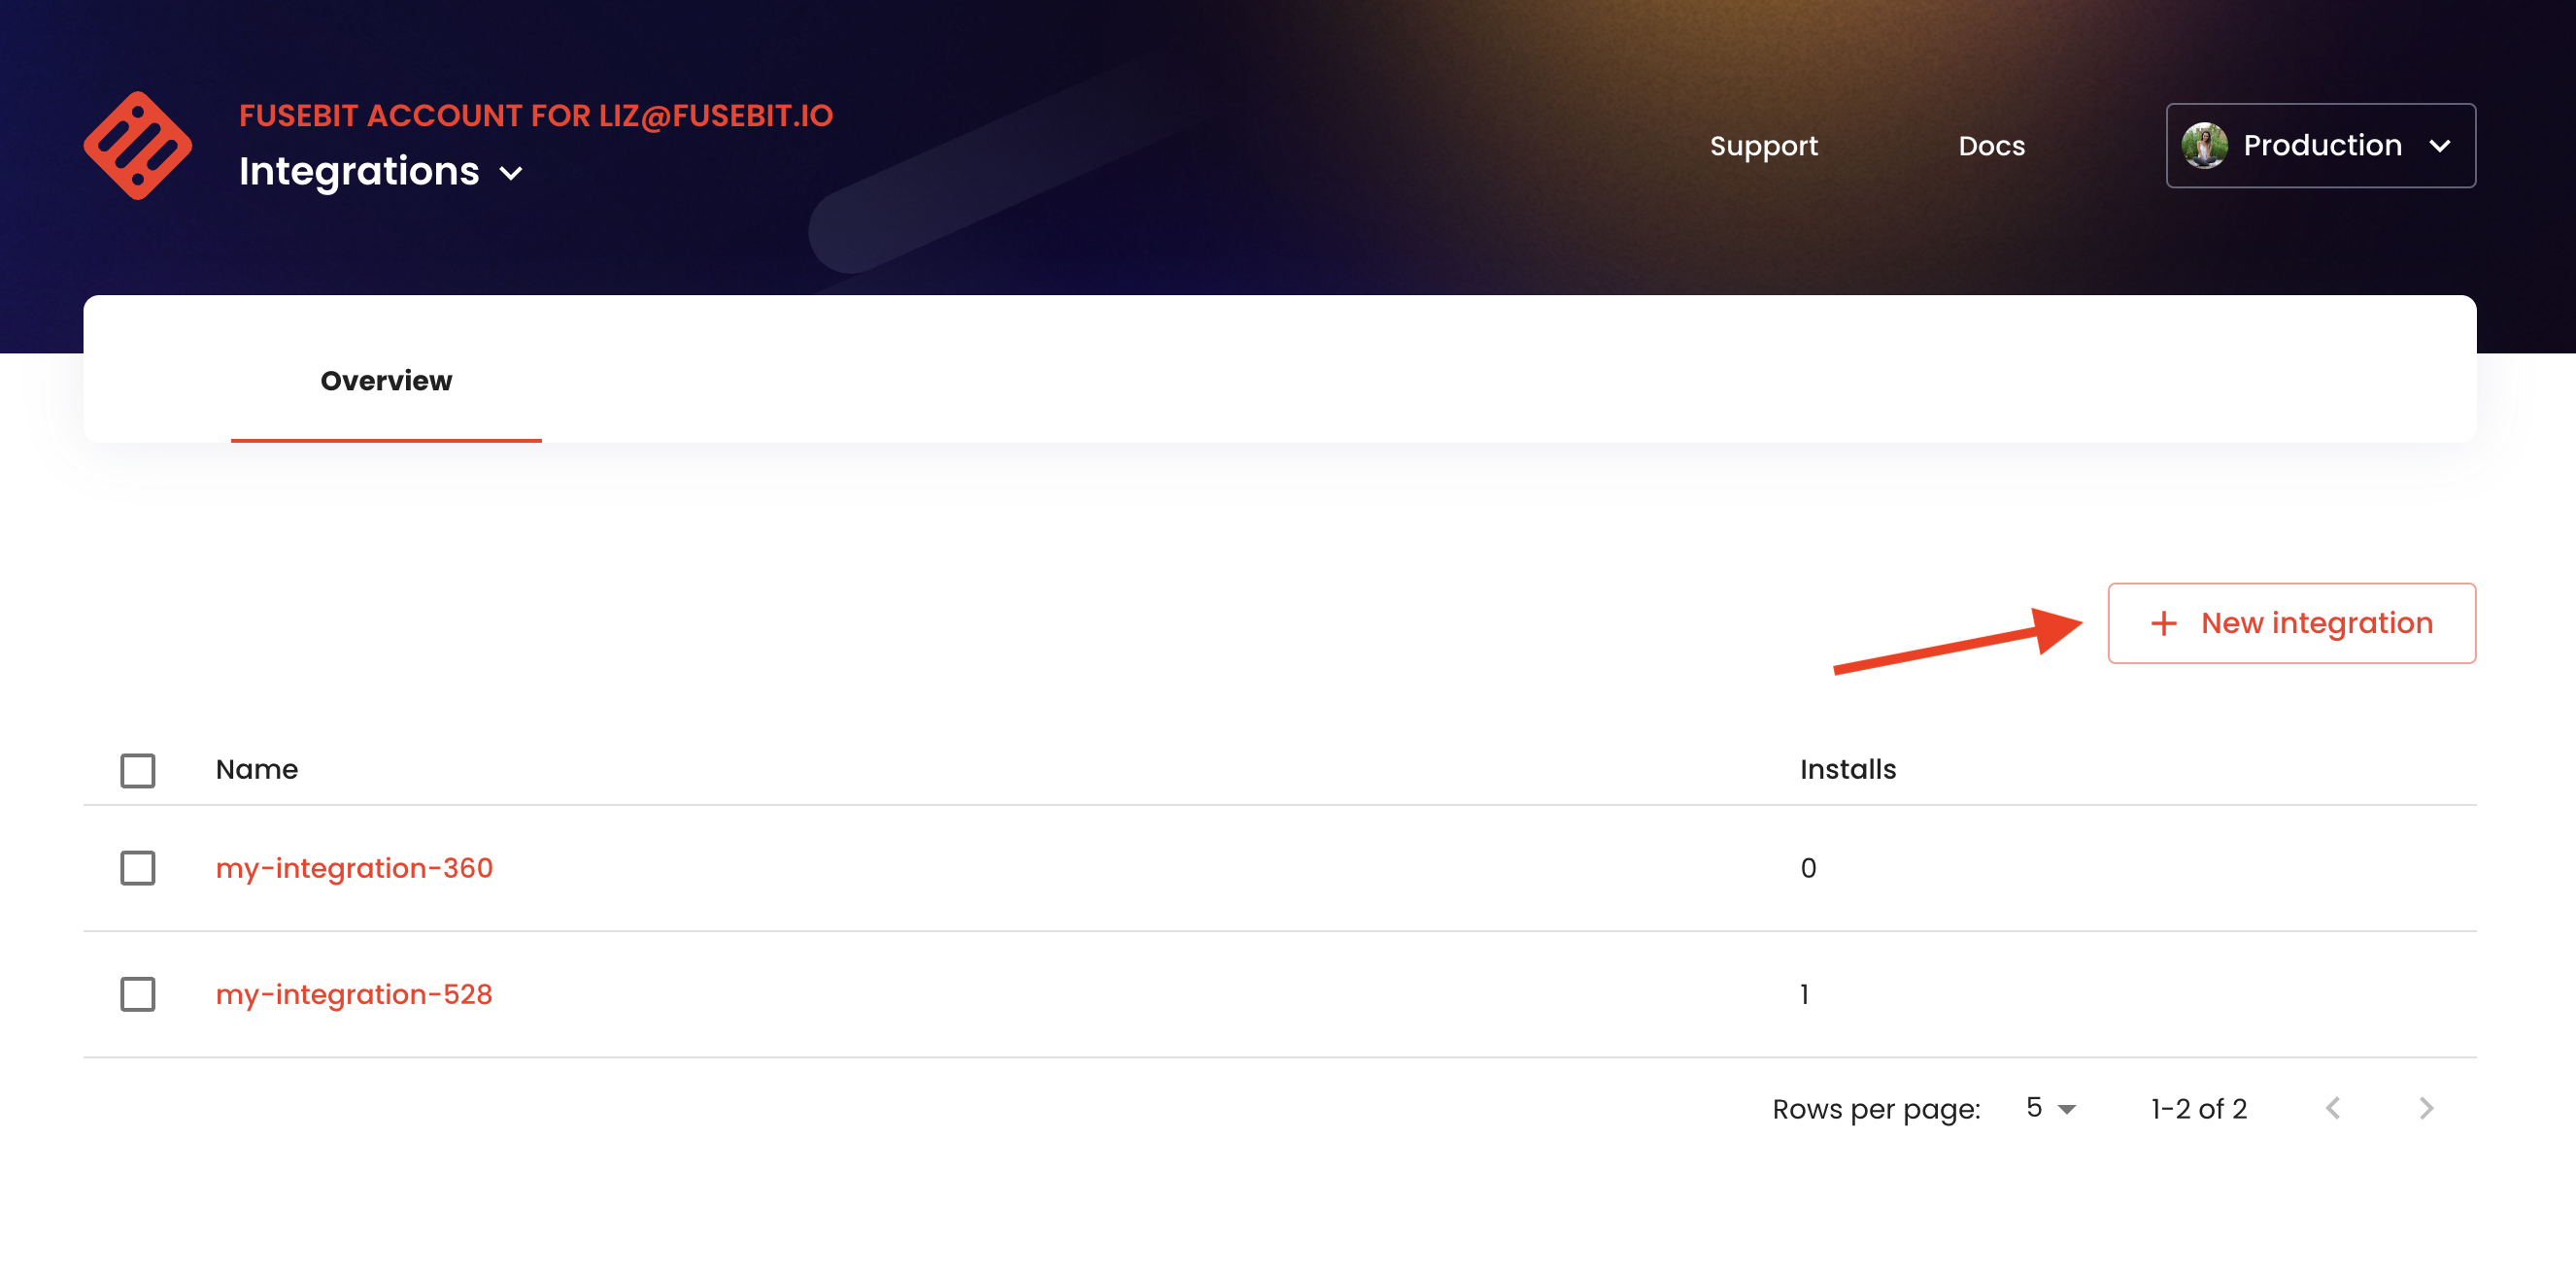 FUSEBIT ACCOUNT FOR LIZ@FUSEBIT.IO
Integrations
Support
Docs
Production
Overview
+ New integration
Name
Installs
my-integration-360
0
my-integration-528
1
Rows per page:
5
1-2 of 2